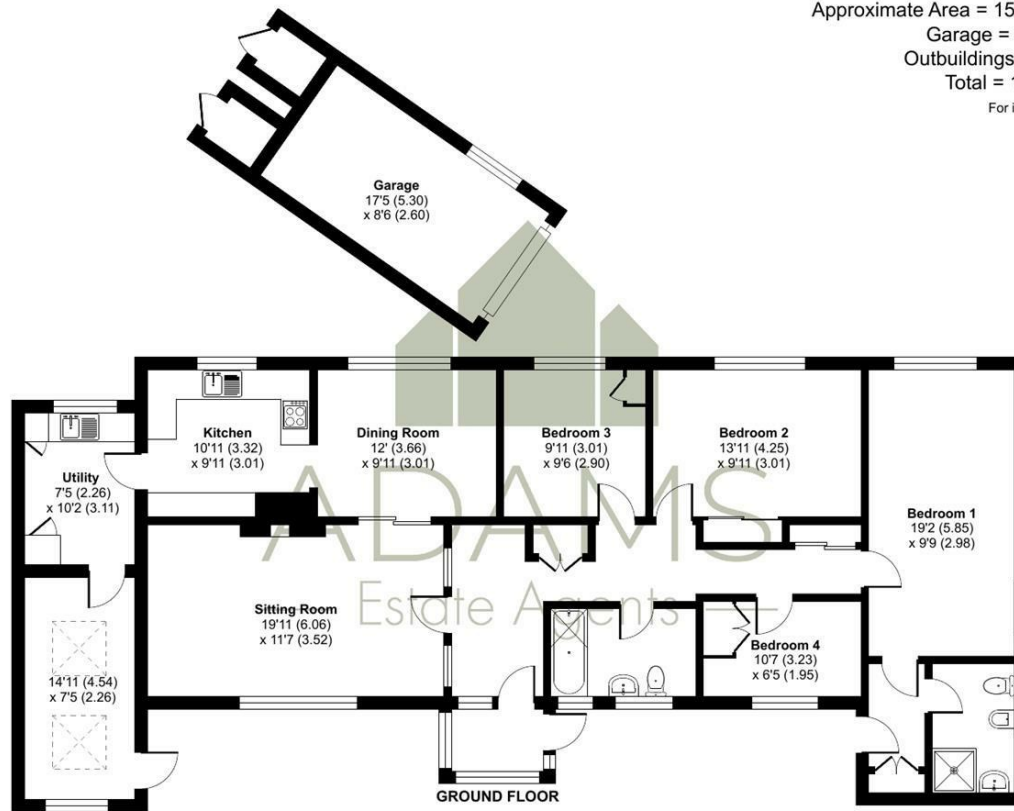 Approximate Area = 15
Garage =
Outbuildings
Total = 1
For i
Garage
17'5 (5.30)
x 8'6 (2.60)
Kitchen
10'11 (3.32)
x 9'11 (3.01)
Dining Room
12' (3.66)
x 9'11 (3.01)
Bedroom 3
9'11 (3.01)
x 9'6 (2.90)
Bedroom 2
13'11 (4.25)
x 9'11 (3.01)
Utility
7'5 (2.26)
x 10'2 (3.11)
Bedroom 1
19'2 (5.85)
x 9'9 (2.98)
ADAMS
Estate Agents
Sitting Room
19'11 (6.06)
x 11'7 (3.52)
Bedroom 4
10'7 (3.23)
x 6'5 (1.95)
14'11 (4.54)
x 7'5 (2.26)
GROUND FLOOR